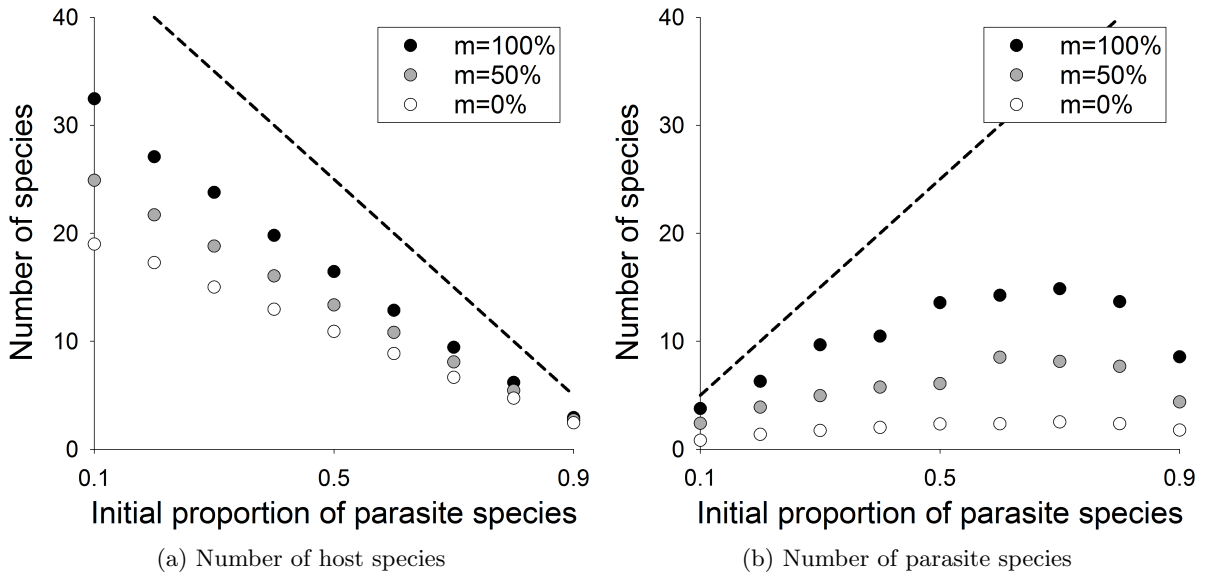 40
30
20
10
0
Number of species
m=100%
m=50%
m=0%
0.1
0.5
0.9
Initial proportion of parasite species
(a) Number of host species
40
30
20
10
0
Number of species
m=100%
m=50%
m=0%
0.1
0.5
0.9
Initial proportion of parasite species
(b) Number of parasite species